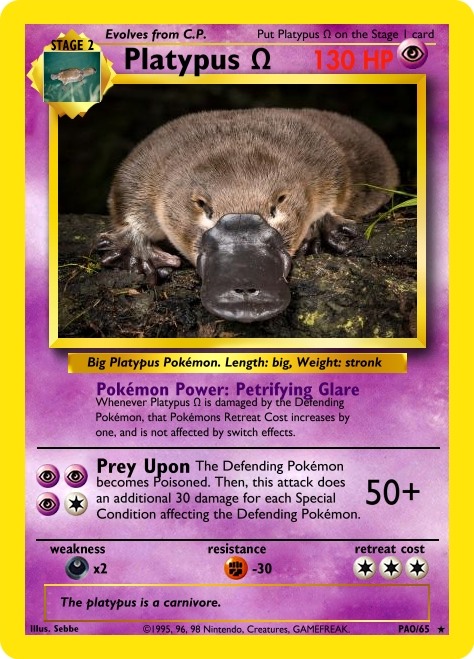 Evolves from C.P.
Put Platypus Ω on the Stage 1 card
STAGE 2
Platypus Ω
130 HP
Big Platypus Pokémon. Length: big, Weight: stronk
Pokémon Power: Petrifying Glare
Whenever Platypus Ω is damaged by the Defending
Pokémon, that Pokémons Retreat Cost increases by
one, and is not affected by switch effects.
Prey Upon The Defending Pokémon
becomes Poisoned. Then, this attack does
an additional 30 damage for each Special
Condition affecting the Defending Pokémon.
50+
weakness
resistance
retreat cost
x2
-30
The platypus is a carnivore.
Illus. Sebbe
©1995, 96, 98 Nintendo, Creatures, GAMEFREAK.
PAO/65 ★